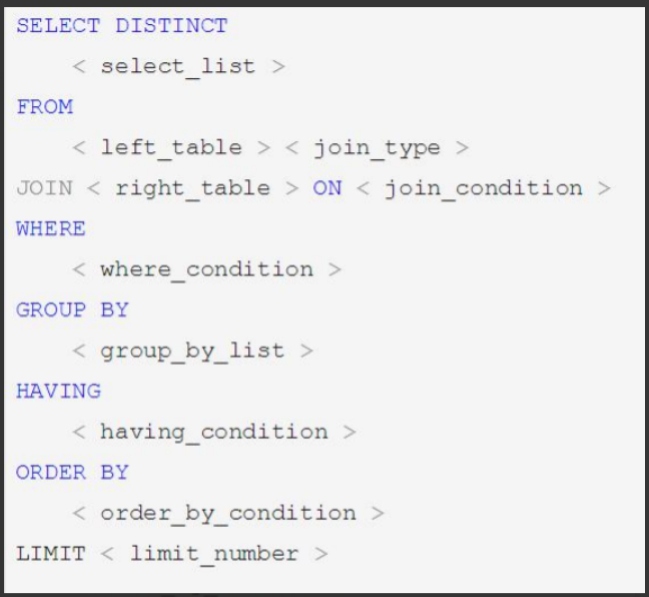 SELECT DISTINCT
< select_list >
FROM
< left_table > < join_type >
JOIN < right_table > ON < join_condition >
WHERE
< where_condition >
GROUP BY
< group_by_list >
HAVING
< having_condition >
ORDER BY
< order_by_condition >
LIMIT < limit_number >